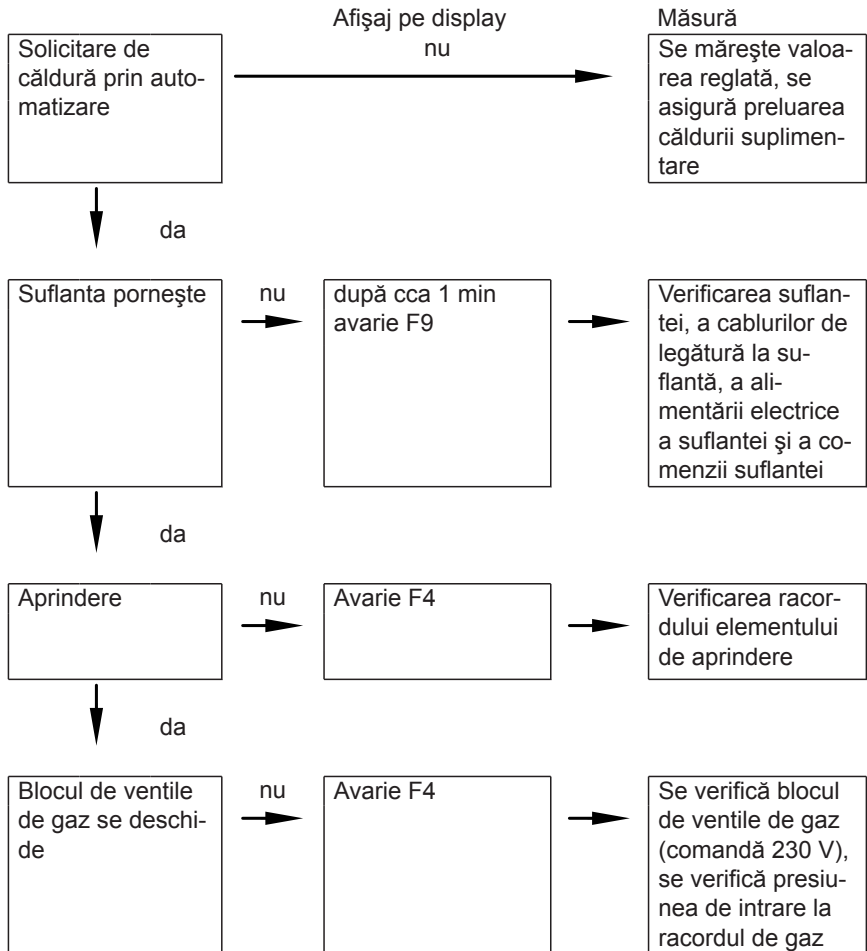 Afişaj pe display
Măsură
Solicitare de
căldură prin auto-
matizare
nu
Se măreşte valoa-
rea reglată, se
asigură preluarea
căldurii suplimen-
tare
da
Suflanta porneşte
nu
după cca 1 min
avarie F9
Verificarea suflan-
tei, a cablurilor de
legătură la su-
flantă, a ali-
mentării electrice
a suflantei şi a co-
menzii suflantei
da
Aprindere
nu
Avarie F4
Verificarea racor-
dului elementului
de aprindere
da
Blocul de ventile
de gaz se deschi-
de
nu
Avarie F4
Se verifică blocul
de ventile de gaz
(comandă 230 V),
se verifică presiu-
nea de intrare la
racordul de gaz